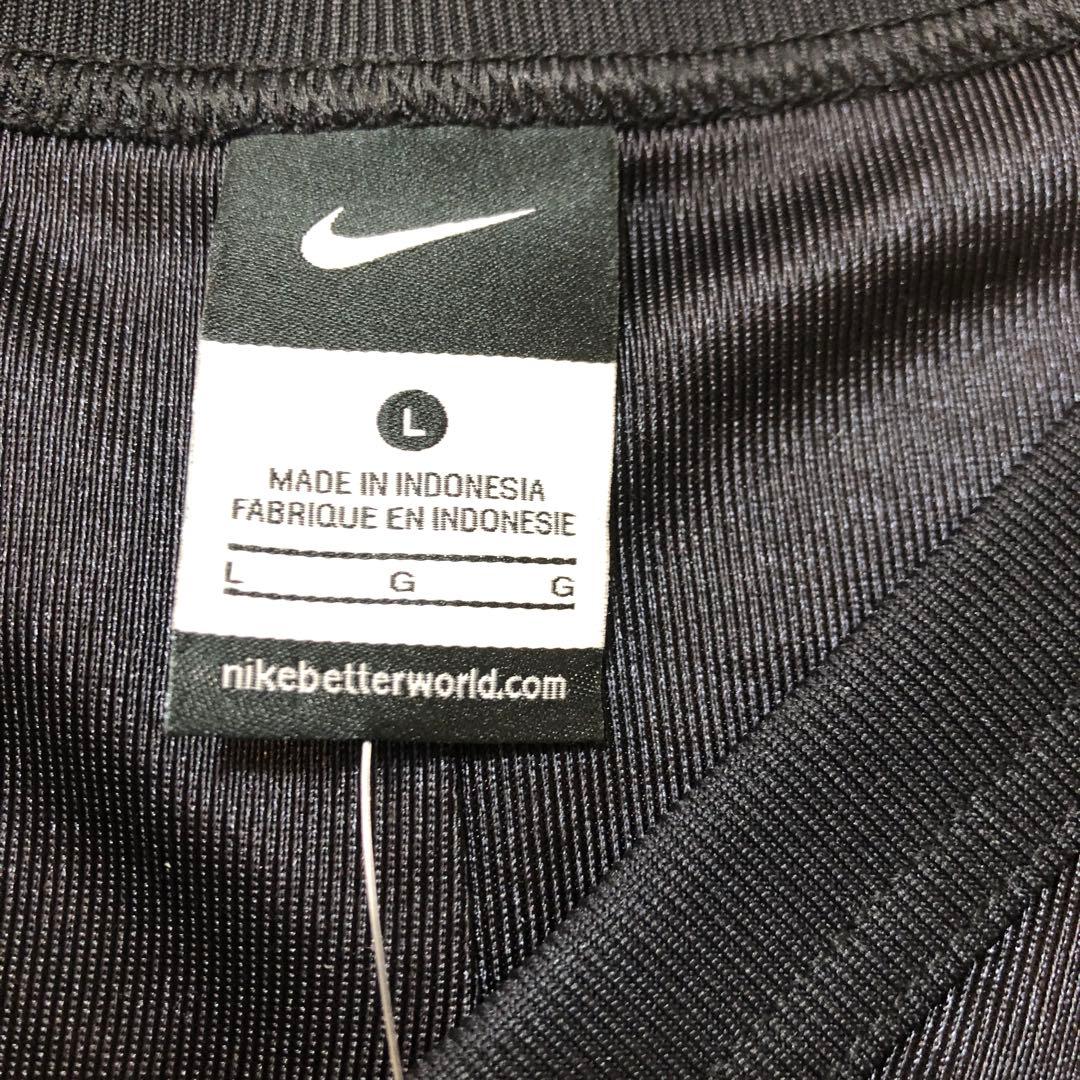 L
MADE IN INDONESIA
FABRIQUE EN INDONESIE
L G G
nikebetterworld.com